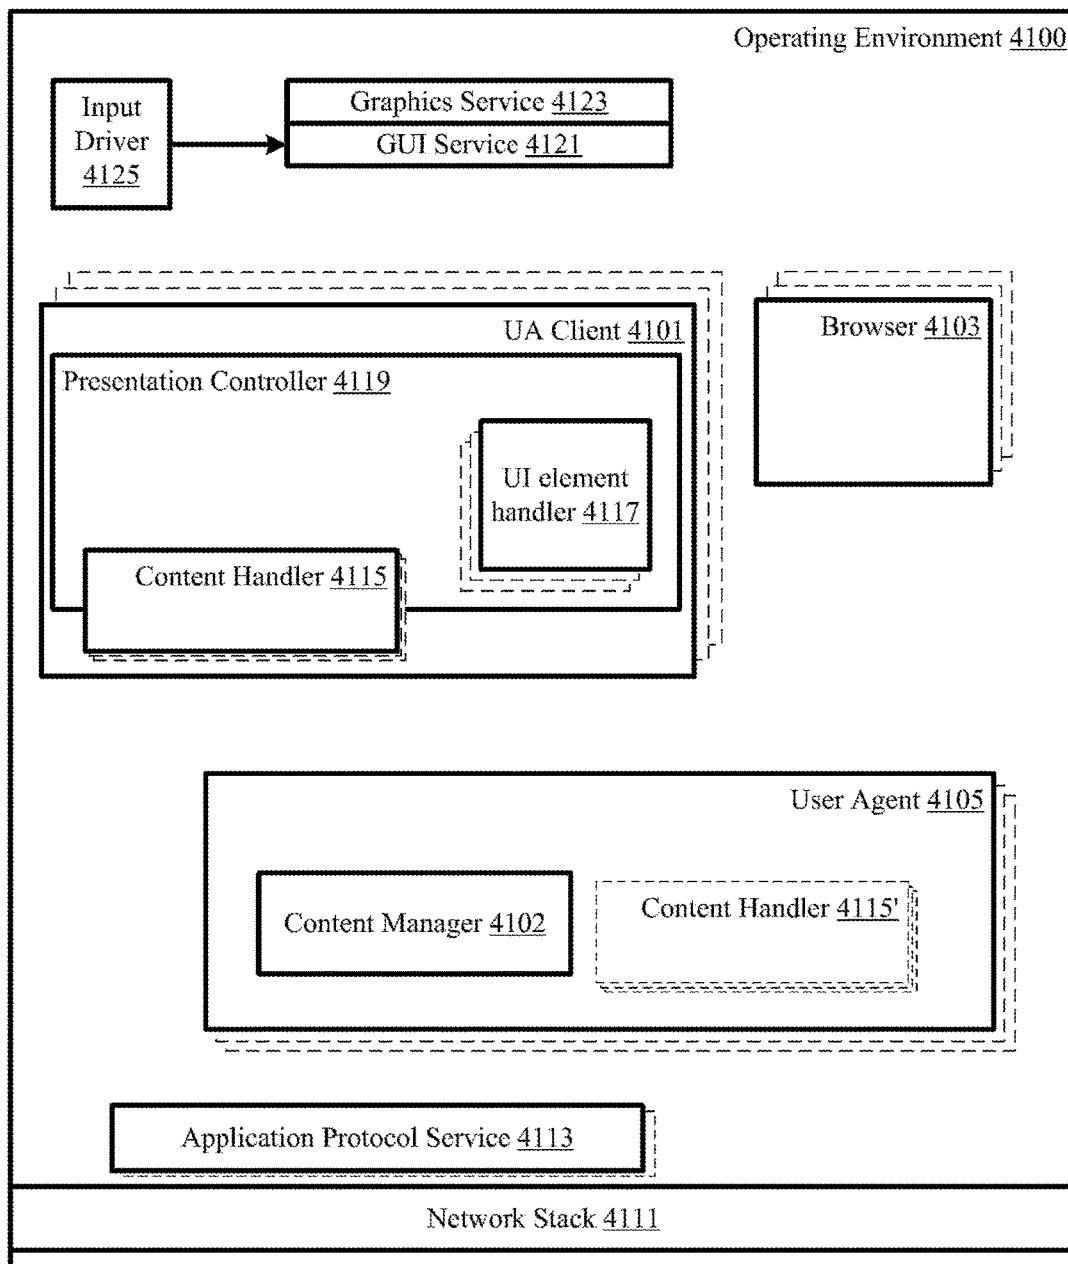 Operating Environment 4100
Input
Driver
4125
Graphics Service 4123
GUI Service 4121
UA Client 4101
Browser 4103
Presentation Controller 4119
UI element
handler 4117
Content Handler 4115
User Agent 4105
Content Manager 4102
Content Handler 4115'
Application Protocol Service 4113
Network Stack 4111